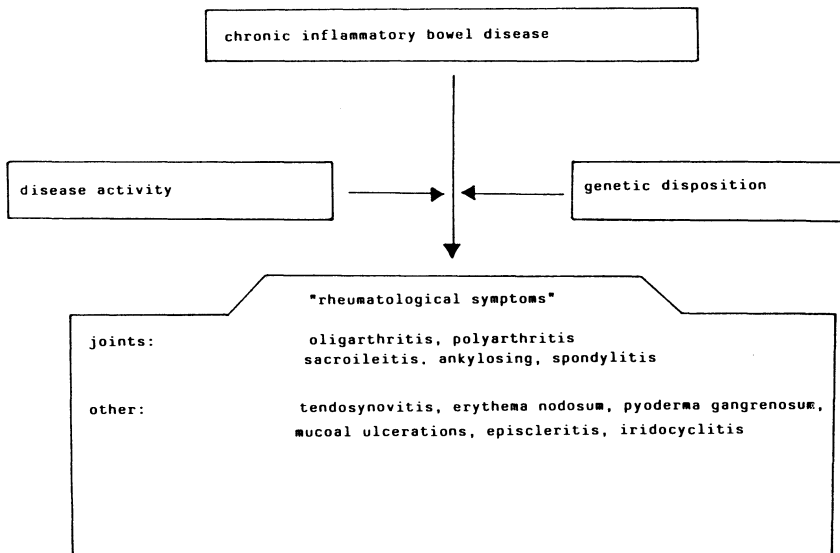 chronic inflammatory bowel disease
disease activity
genetic disposition
"rheumatological symptoms"
joints: oligarthritis, polyarthritis
sacroileitis. ankylosing, spondylitis
other: tendosynovitis, erythema nodosum, pyoderma gangrenosum,
mucoal ulcerations, episcleritis, iridocyclitis